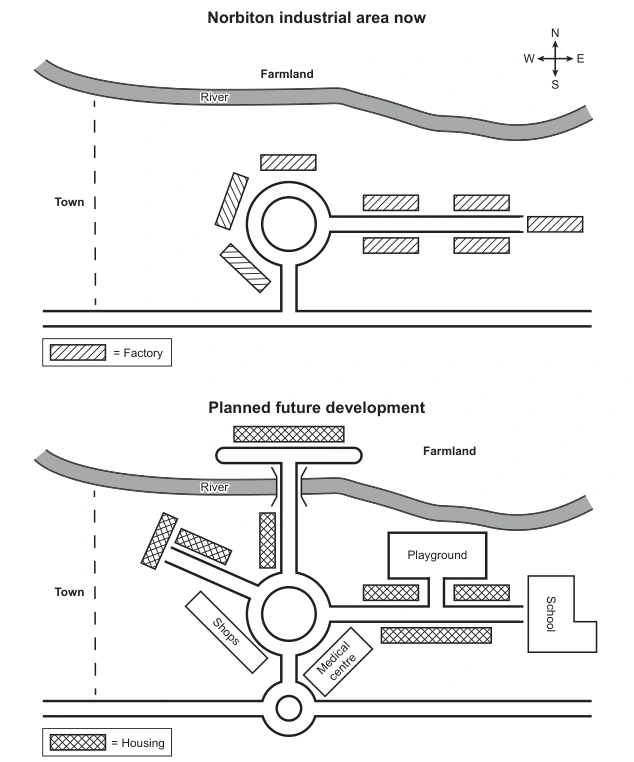 Norbiton industrial area now
N
W E
S
Farmland
River
Town
= Factory
Planned future development
Farmland
River
Playground
Town
School
Shops
Medical
centre
= Housing